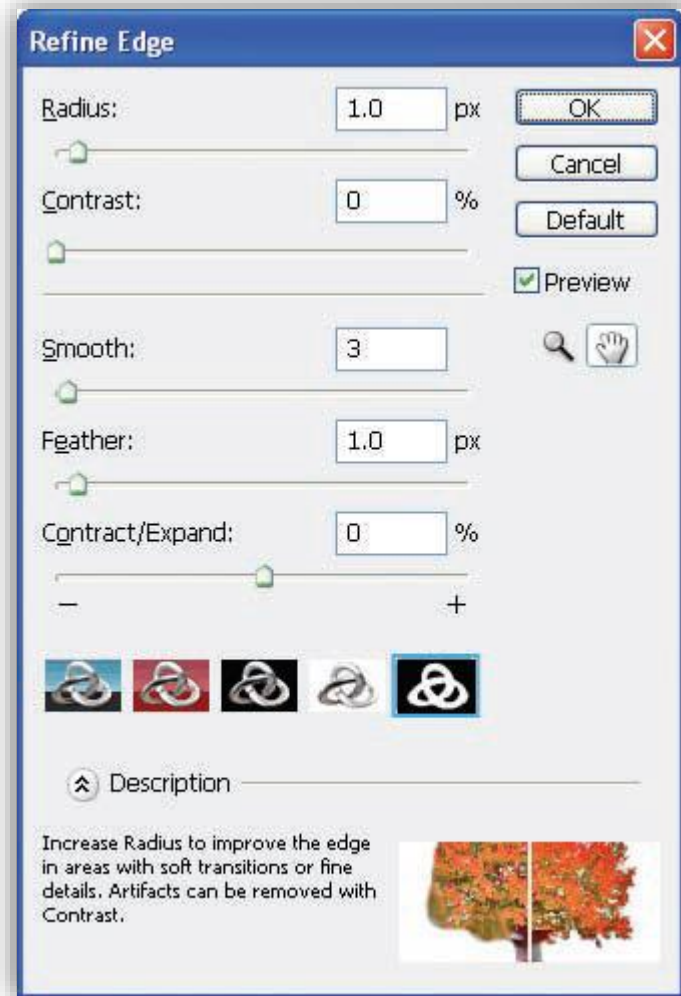 Refine Edge
Radius: 1.0 px
OK
Cancel
Contrast: 0 %
Default
Preview
Smooth: 3
Feather: 1.0 px
Contract/Expand: 0 %
− +
Description
Increase Radius to improve the edge
in areas with soft transitions or fine
details. Artifacts can be removed with
Contrast.